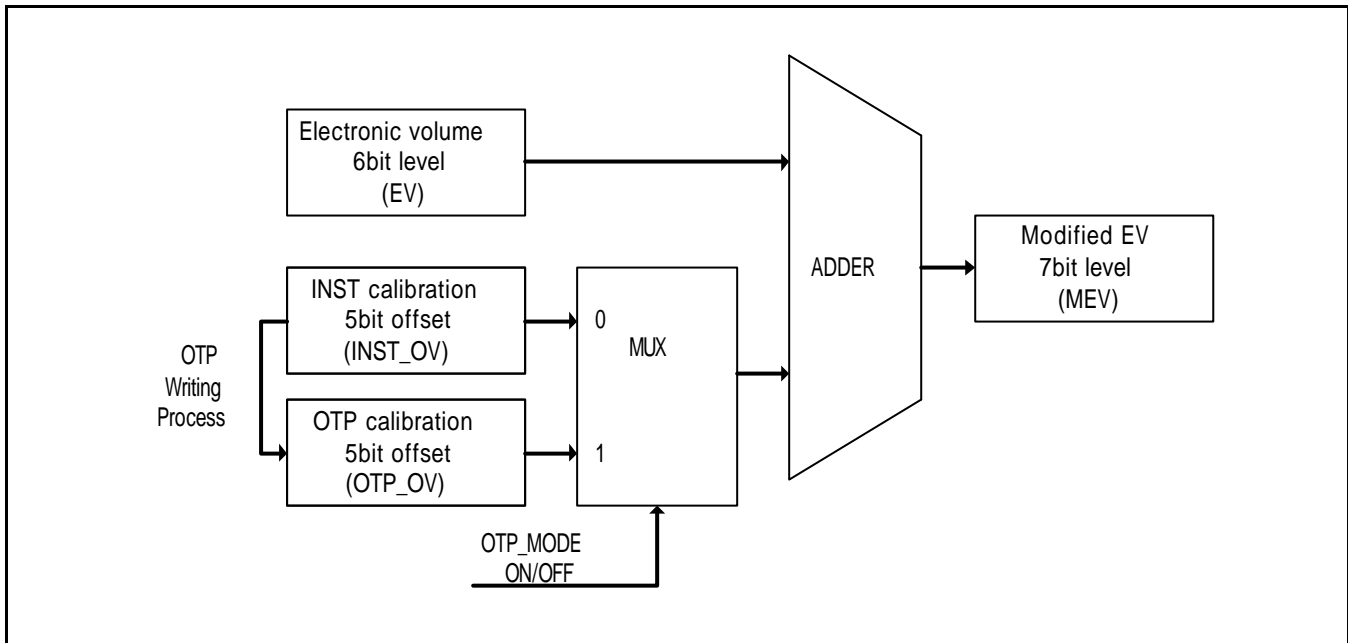 Electronic volume
6bit level
(EV)
INST calibration
5bit offset
(INST_OV)
OTP calibration
5bit offset
(OTP_OV)
OTP
Writing
Process
0
MUX
1
OTP_MODE
ON/OFF
ADDER
Modified EV
7bit level
(MEV)